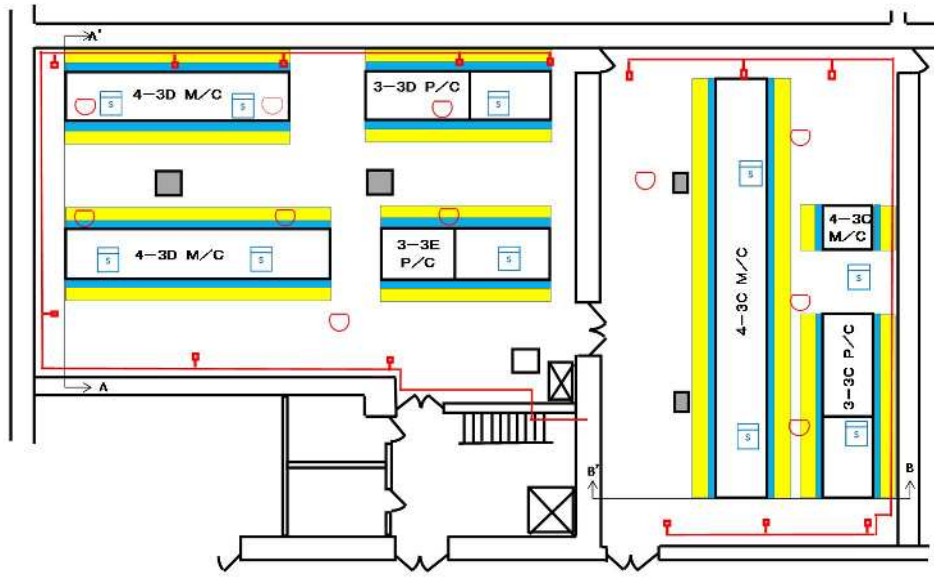 A'
4-3D M/C
S
S
3-3D P/C
S
4-3D M/C
S
S
3-3E
P/C
S
A
S
4-3C M/C
S
4-3C
M/C
S
3-3C P/C
S
B'
B